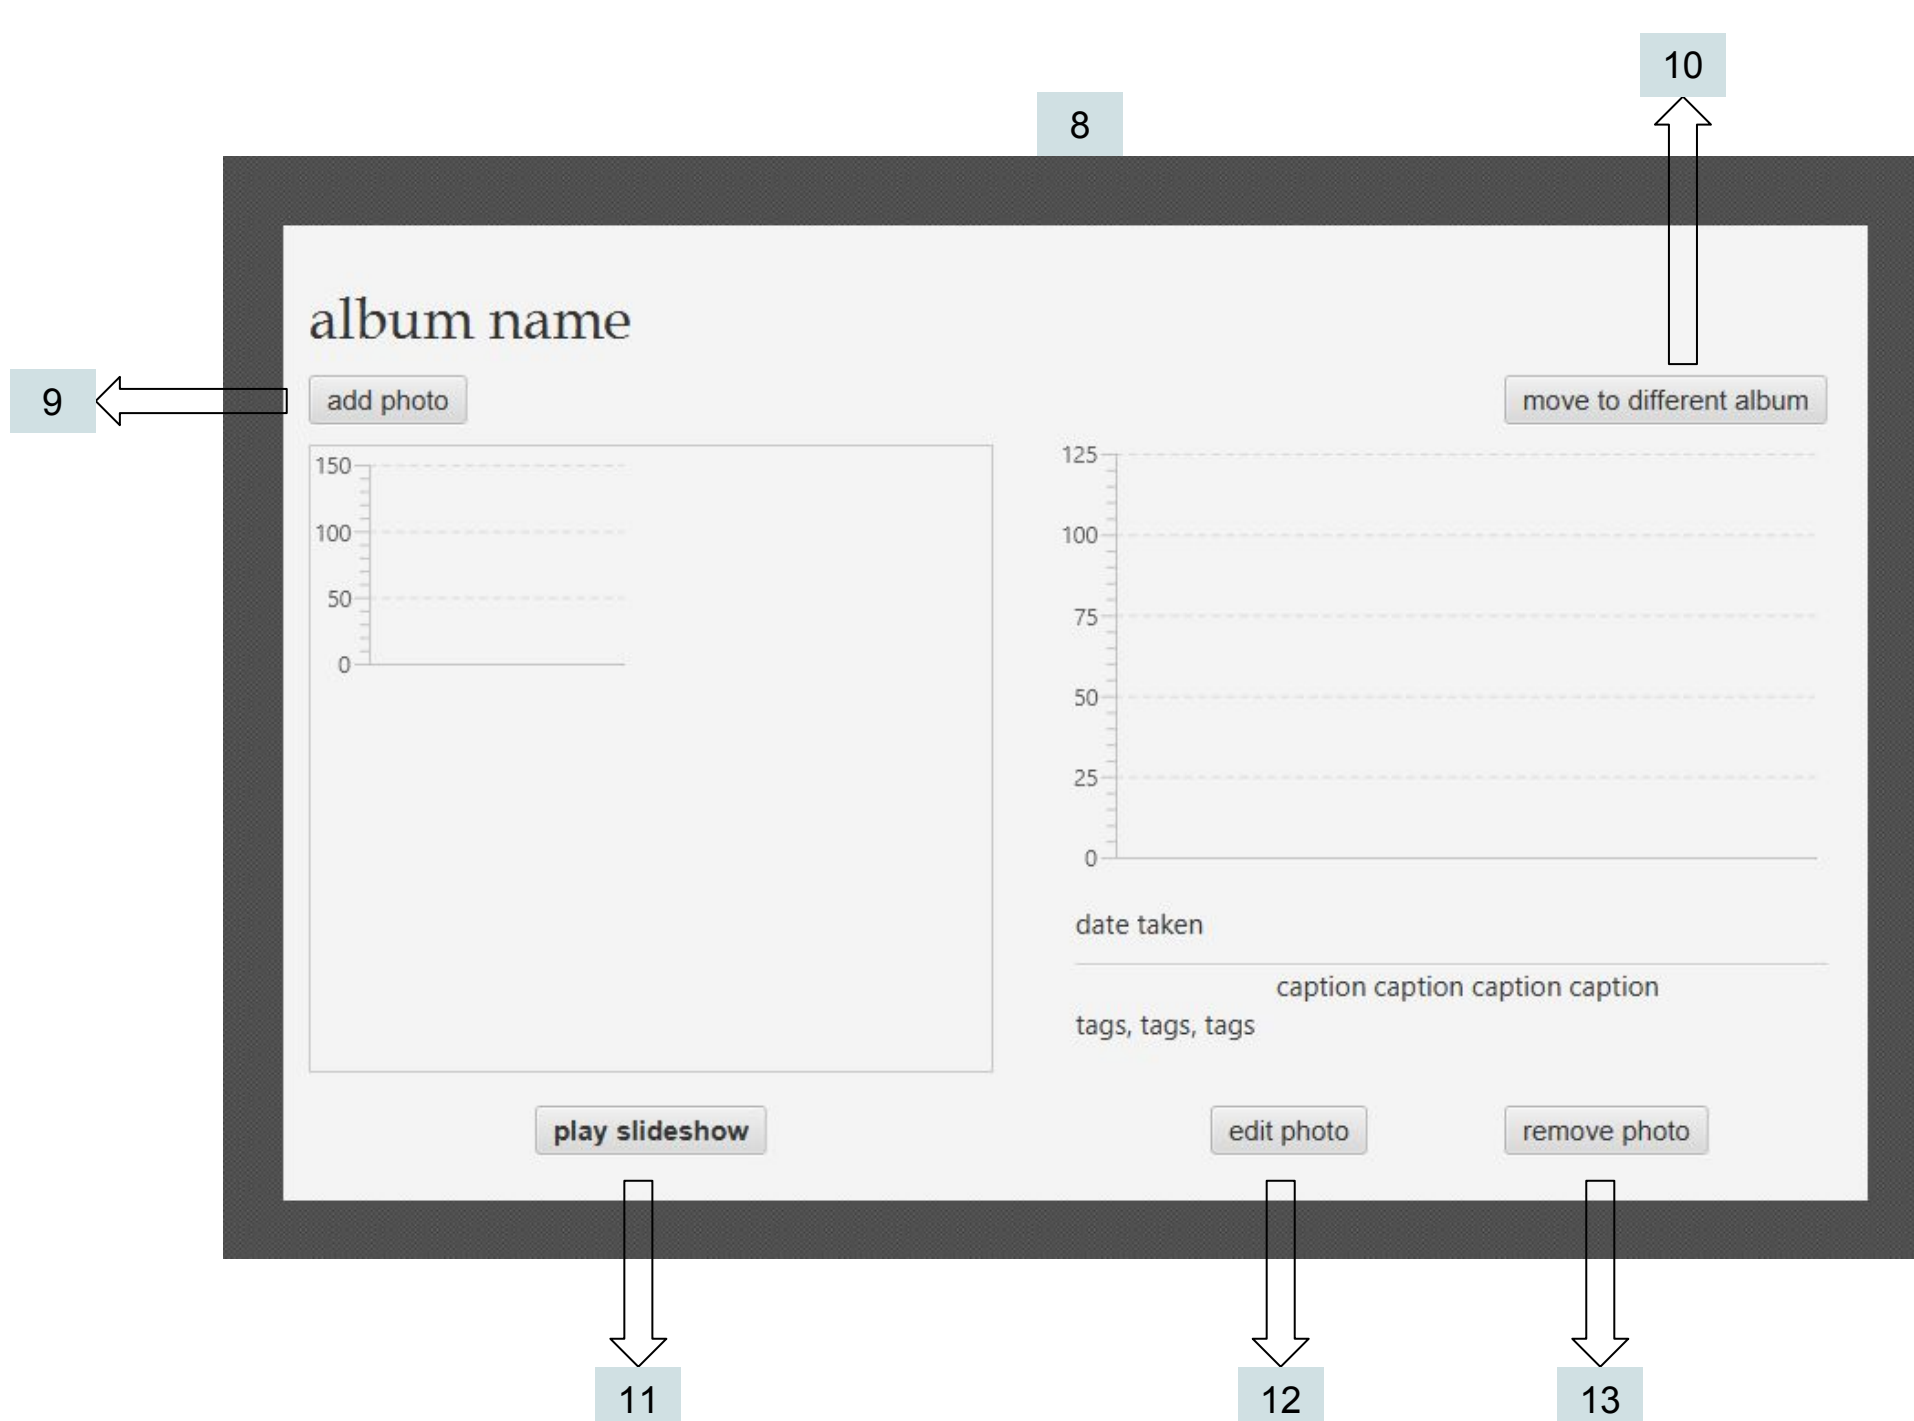 10
8
album name
9
add photo
move to different album
150
100
50
0
125
100
75
50
25
0
date taken
caption caption caption caption
tags, tags, tags
play slideshow
edit photo
remove photo
11
12
13